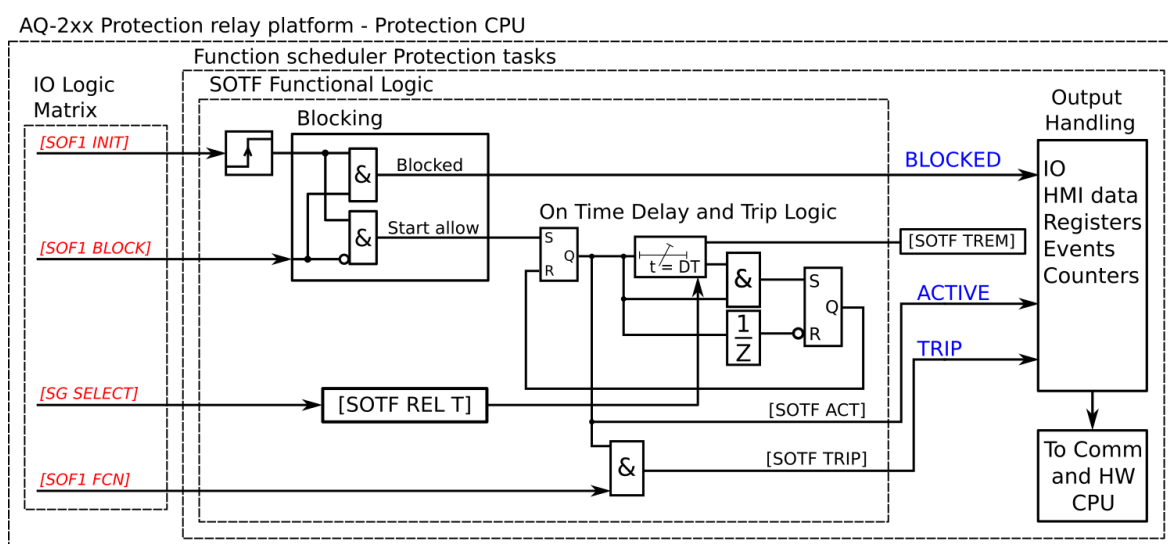 AQ-2xx Protection relay platform - Protection CPU
Function scheduler Protection tasks
IO Logic
Matrix
SOTF Functional Logic
Output
Handling
Blocking
[SOF1 INIT]
&
Blocked
BLOCKED
IO
HMI data
Registers
Events
Counters
On Time Delay and Trip Logic
&
Start allow
[SOF1 BLOCK]
S
Q
R
t = DT
[SOTF TREM]
&
S
Q
R
1
Z
ACTIVE
TRIP
[SG SELECT]
[SOTF REL T]
[SOTF ACT]
&
[SOTF TRIP]
[SOF1 FCN]
To Comm
and HW
CPU